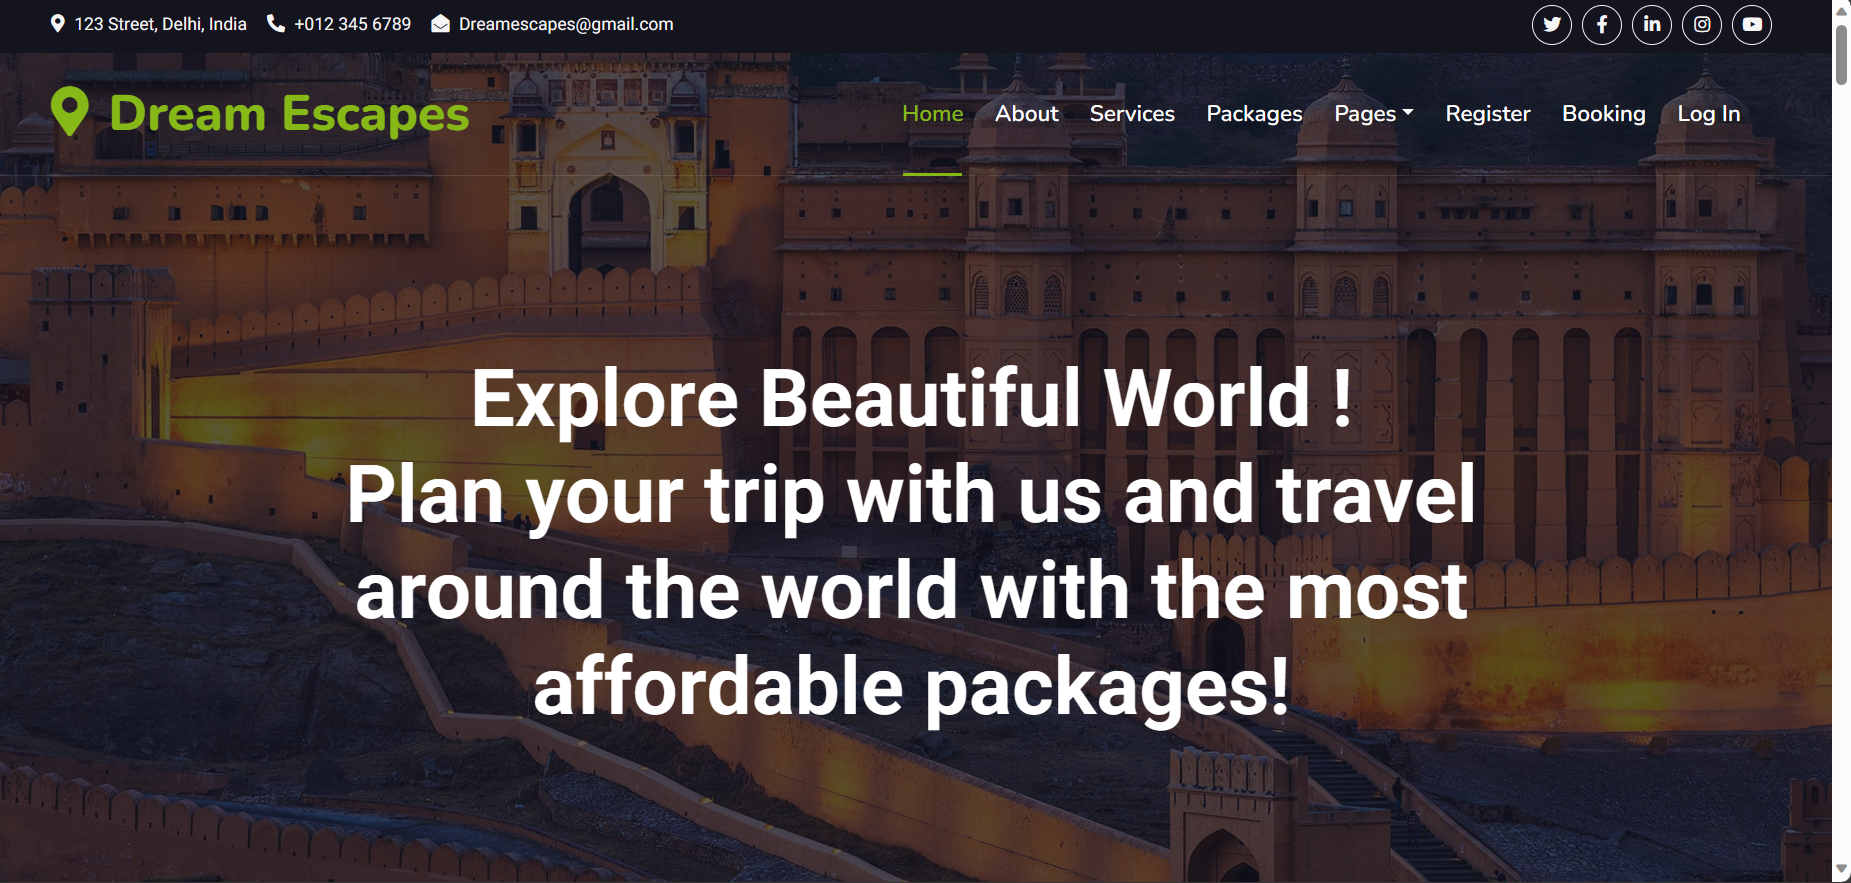 123 Street, Delhi, India +012 345 6789 Dreamescapes@gmail.com
Dream Escapes
Home About Services Packages Pages Register Booking Log In
Explore Beautiful World !
Plan your trip with us and travel
around the world with the most
affordable packages!